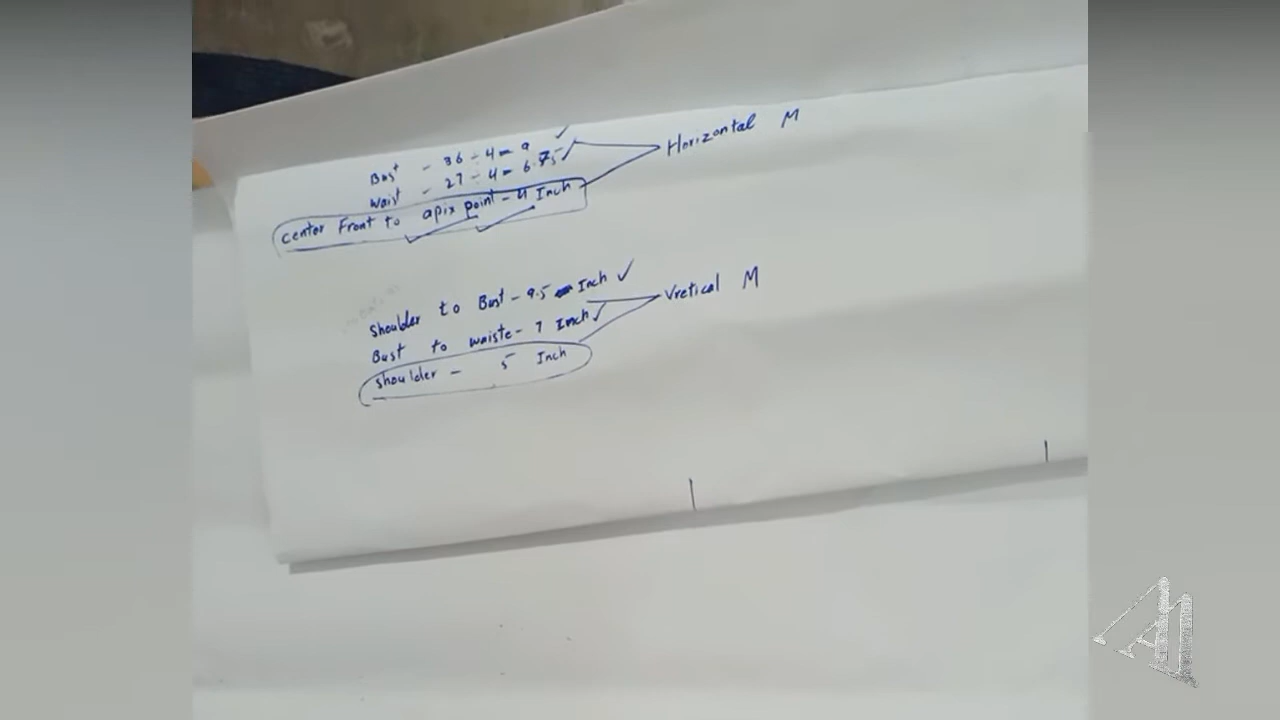 Bust - 36 ÷ 4 = 9
Waist - 27 ÷ 4 = 6.75
Horizontal M
center Front to apix point - 4 Inch
Shoulder to Bust - 9.5 Inch
Vretical M
Bust to waiste - 7 Inch
shoulder - 5 Inch